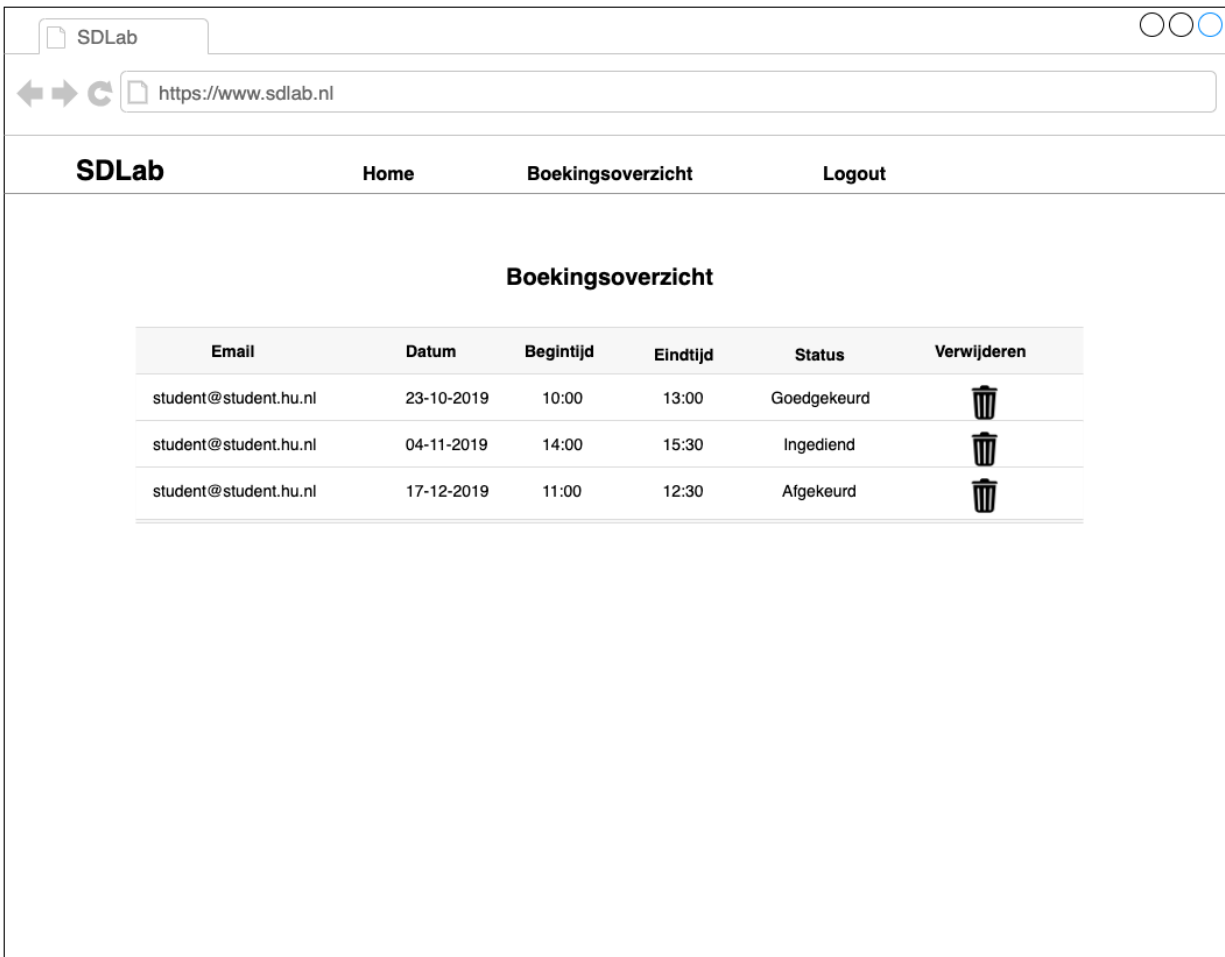 SDLab
https://www.sdlab.nl
SDLab Home Boekingsoverzicht Logout
Boekingsoverzicht
Email Datum Begintijd Eindtijd Status Verwijderen
student@student.hu.nl 23-10-2019 10:00 13:00 Goedgekeurd
student@student.hu.nl 04-11-2019 14:00 15:30 Ingediend
student@student.hu.nl 17-12-2019 11:00 12:30 Afgekeurd